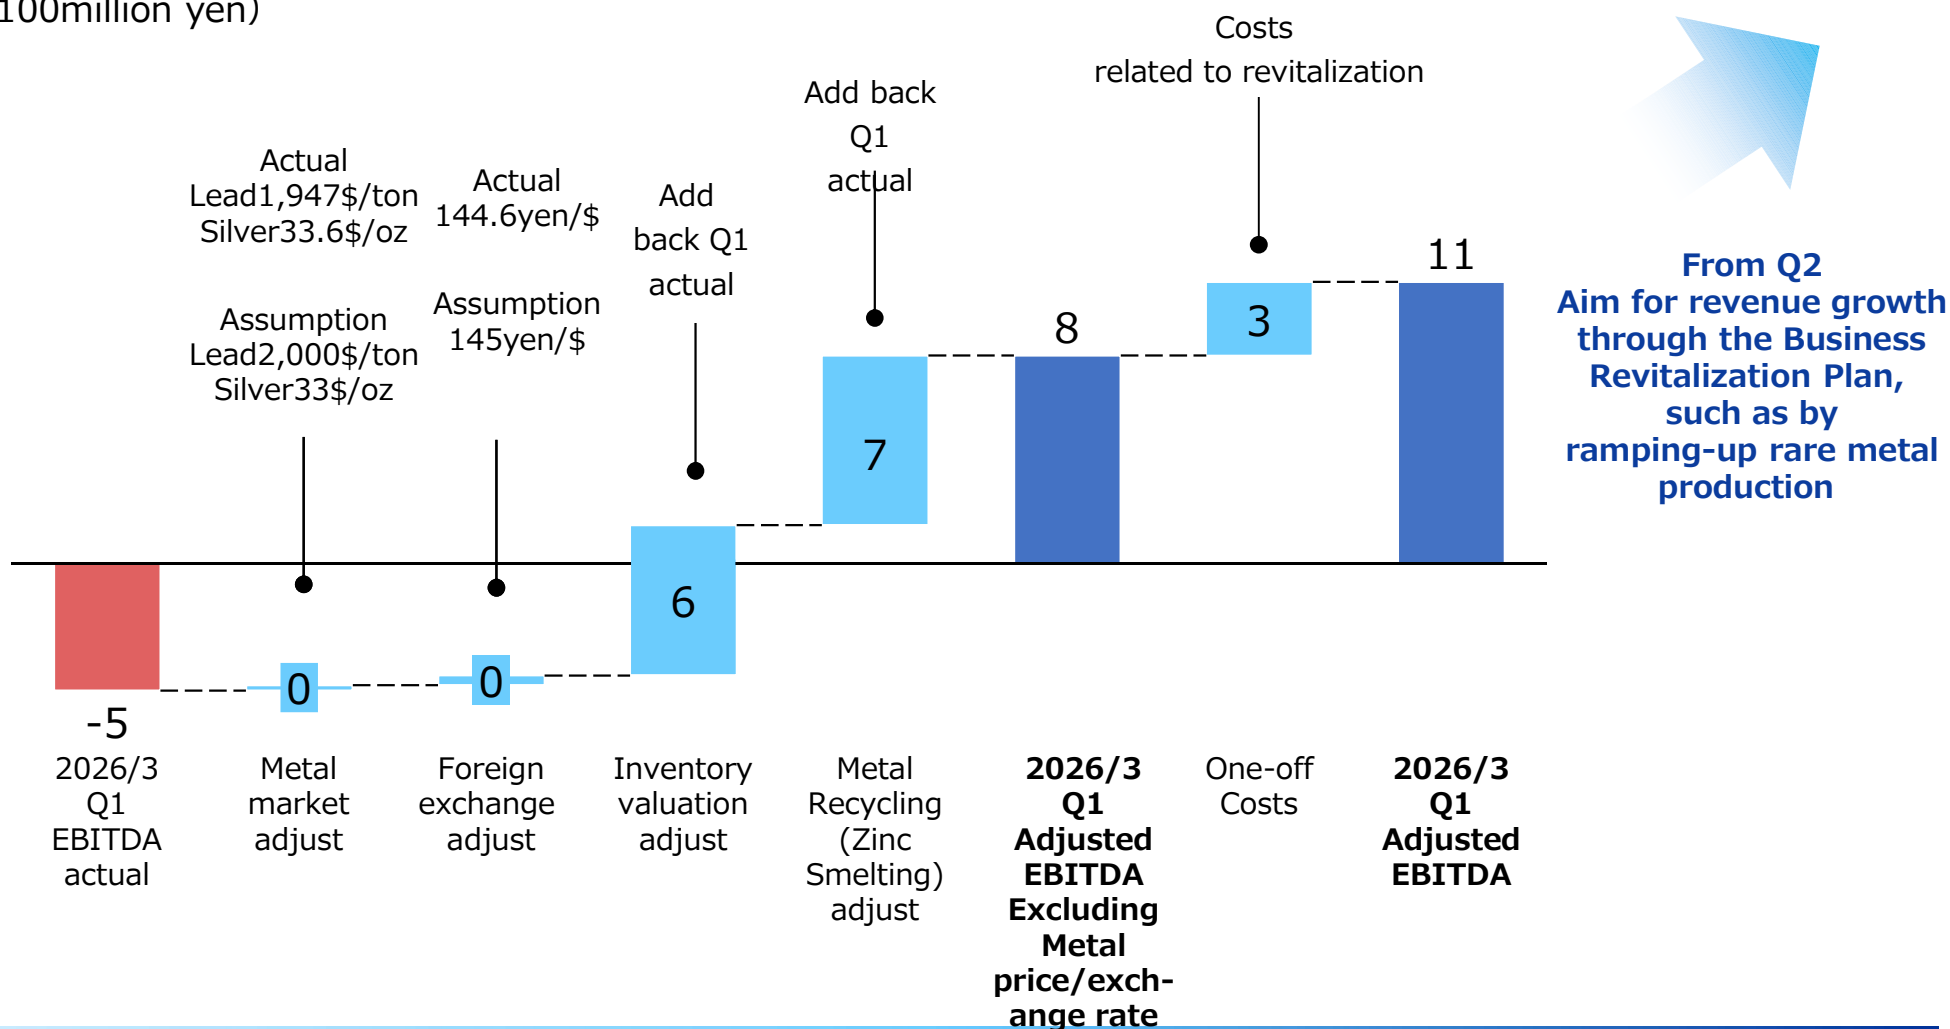 100million yen)
Costs
related to revitalization
Add back
Q1
actual
Actual
Lead1,947$/ton
Silver33.6$/oz
Actual
144.6yen/$
Add
back Q1
actual
Assumption
Lead2,000$/ton
Silver33$/oz
Assumption
145yen/$
From Q2
Aim for revenue growth
through the Business
Revitalization Plan,
such as by
ramping-up rare metal
production
-5
0
0
6
7
8
3
11
2026/3
Q1
EBITDA
actual
Metal
market
adjust
Foreign
exchange
adjust
Inventory
valuation
adjust
Metal
Recycling
(Zinc
Smelting)
adjust
2026/3
Q1
Adjusted
EBITDA
Excluding
Metal
price/exch-
ange rate
One-off
Costs
2026/3
Q1
Adjusted
EBITDA